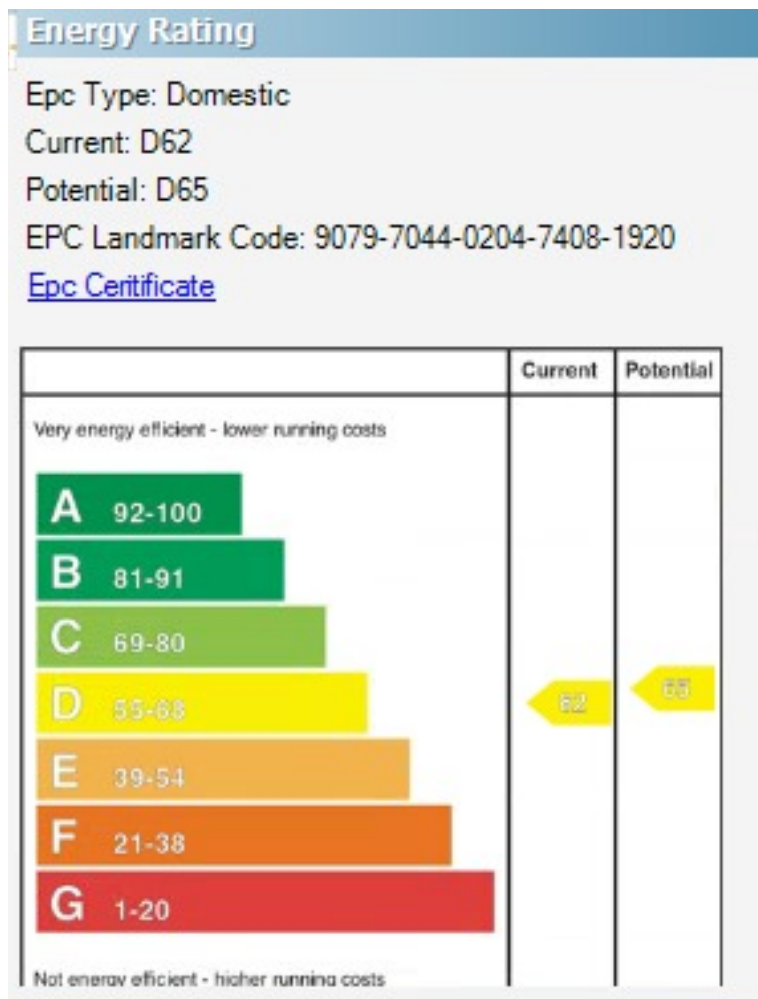 Energy Rating
Epc Type: Domestic
Current: D62
Potential: D65
EPC Landmark Code: 9079-7044-0204-7408-1920
Epc Ceritificate
Current Potential
Very energy efficient - lower running costs
A 92-100
B 81-91
C 69-80
D 55-68
62
65
E 39-54
F 21-38
G 1-20
Not energy efficient - higher running costs